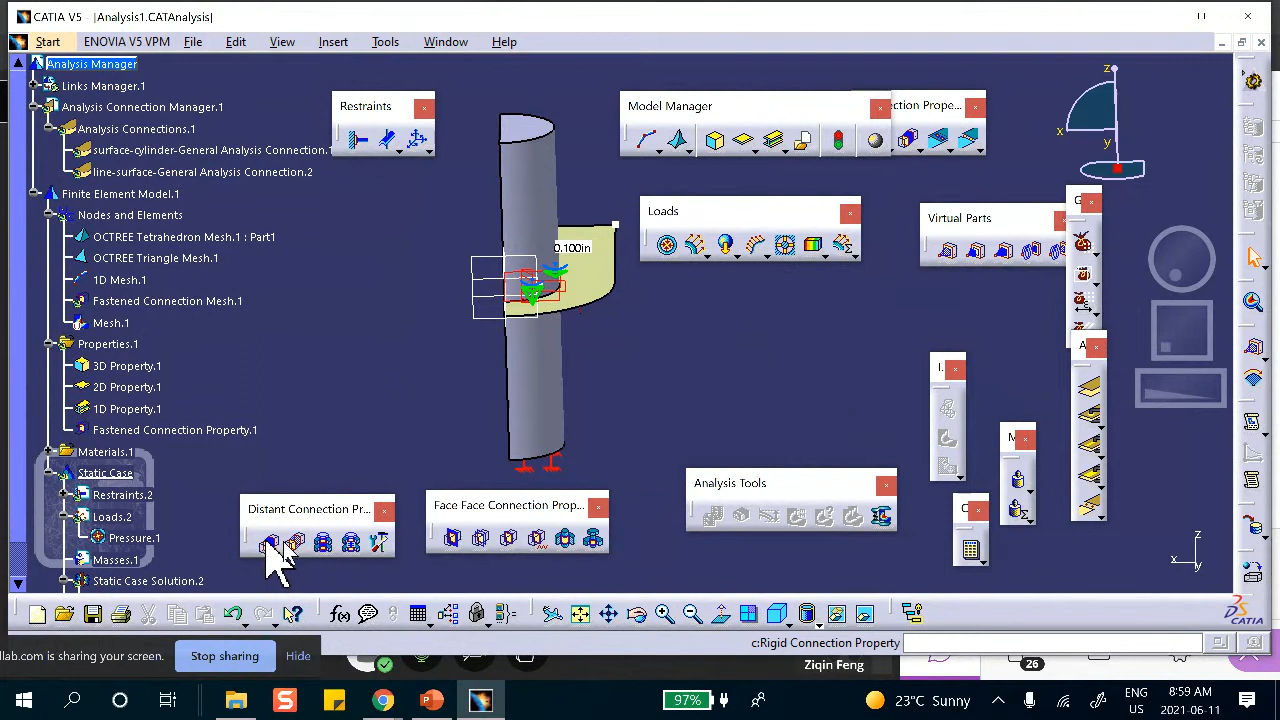 CATIA V5 - [Analysis1.CATAnalysis]
Start
ENOVIA V5 VPM
File
Edit
View
Insert
Tools
Window
Help
Analysis Manager
Links Manager.1
Analysis Connection Manager.1
Analysis Connections.1
surface-cylinder-General Analysis Connection.
line-surface-General Analysis Connection.2
Finite Element Model.1
Nodes and Elements
OCTREE Tetrahedron Mesh.1 : Part1
OCTREE Triangle Mesh.1
1D Mesh.1
Fastened Connection Mesh.1
Mesh.1
Properties.1
3D Property.1
2D Property.1
1D Property.1
Fastened Connection Property.1
Materials.1
Static Case
Restraints.2
Loads.2
Pressure.1
Masses.1
Static Case Solution.2
Restraints
Model Manager
ction Prope...
Loads
Virtual Parts
G
A
I.
M
C
0.100in
z
x
y
Distant Connection Pr...
Face Face Connection Prop...
Analysis Tools
z
x
y
f(x)
CATIA
c:Rigid Connection Property
llab.com is sharing your screen.
Stop sharing
Hide
Ziqin Feng
26
97%
23°C Sunny
ENG
US
8:59 AM
2021-06-11